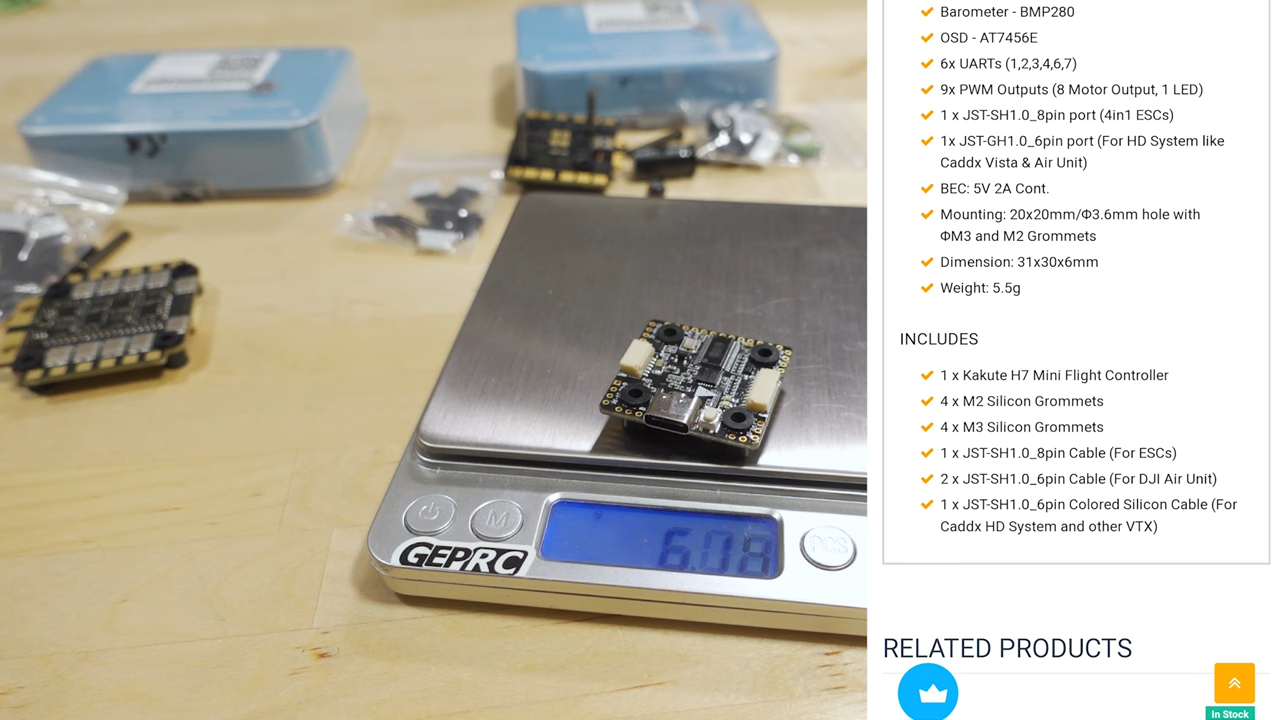 Barometer - BMP280
OSD - AT7456E
6x UARTs (1,2,3,4,6,7)
9x PWM Outputs (8 Motor Output, 1 LED)
1 x JST-SH1.0_8pin port (4in1 ESCs)
1x JST-GH1.0_6pin port (For HD System like
Caddx Vista & Air Unit)
BEC: 5V 2A Cont.
Mounting: 20x20mm/Φ3.6mm hole with
ΦM3 and M2 Grommets
Dimension: 31x30x6mm
Weight: 5.5g
INCLUDES
1 x Kakute H7 Mini Flight Controller
4 x M2 Silicon Grommets
4 x M3 Silicon Grommets
1 x JST-SH1.0_8pin Cable (For ESCs)
2 x JST-SH1.0_6pin Cable (For DJI Air Unit)
1 x JST-SH1.0_6pin Colored Silicon Cable (For
Caddx HD System and other VTX)
RELATED PRODUCTS
In Stock
M
GEPRC
6.08
PCS